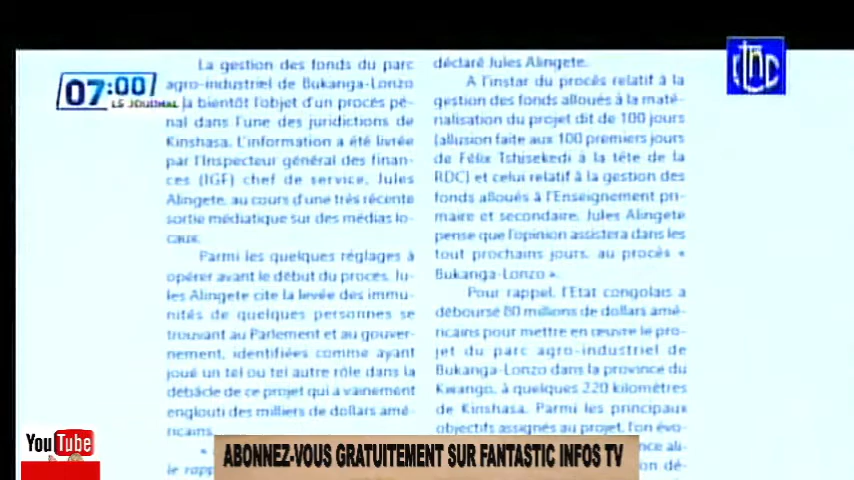 07:00
LE JOURNAL
La gestion des fonds du parc
agro-industriel de Bukanga-Lonzo
ja bientôt l'objet d'un procès pé-
nal dans l'une des juridictions de
Kinshasa. L'information a été livrée
par l'Inspecteur général des finan-
ces (IGF) chef de service, Jules
Alingete, au cours d'une très récente
sortie médiatique sur des médias lo-
caux.
Parmi les quelques réglages à
opérer avant le début du procès, Ju-
les Alingete cite la levée des immu-
nités de quelques personnes se
trouvant au Parlement et au gouver-
nement, identifiées comme ayant
joué un tel ou tel autre rôle dans la
débâcle de ce projet qui a vainement
englouti des milliers de dollars amé-
ricains.
le rapp
déclaré Jules Alingete.
A l'instar du procès relatif à la
gestion des fonds alloués à la maté-
rialisation du projet dit de 100 jours
(allusion faite aux 100 premiers jours
de Félix Tshisekedi à la tête de la
RDC) et celui relatif à la gestion des
fonds alloués à l'Enseignement pri-
maire et secondaire, Jules Alingete
pense que l'opinion assistera dans les
tout prochains jours, au procès «
Bukanga-Lonzo ».
Pour rappel, l'Etat congolais a
déboursé 80 millions de dollars amé-
ricains pour mettre en œuvre le pro-
jet du parc agro-industriel de
Bukanga-Lonzo dans la province du
Kwango, à quelques 220 kilomètres
de Kinshasa. Parmi les principaux
objectifs assignés au projet, l'on évo-
nce ali-
on dé-
YouTube
ABONNEZ-VOUS GRATUITEMENT SUR FANTASTIC INFOS TV